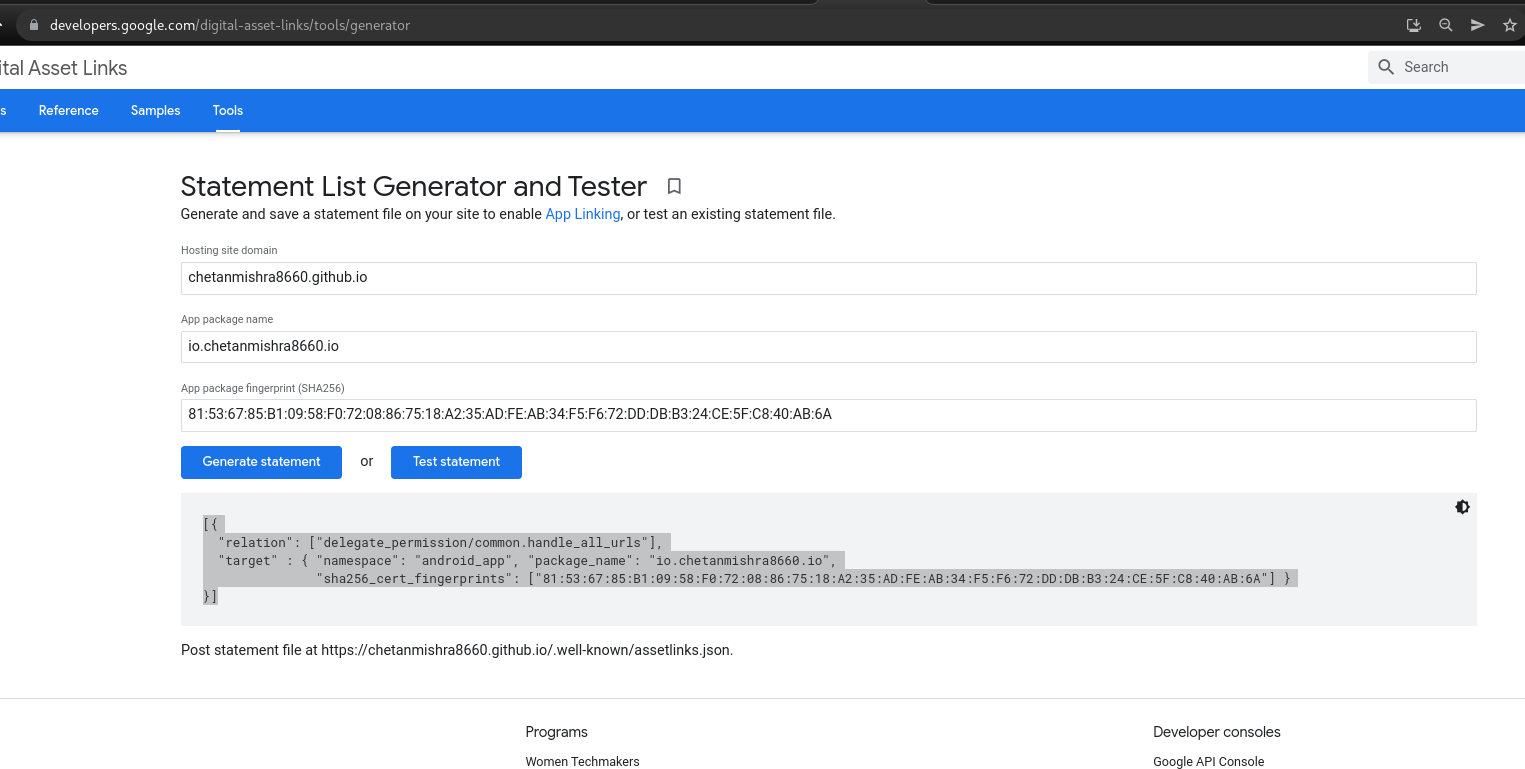 developers.google.com/digital-asset-links/tools/generator
ital Asset Links
Search
s Reference Samples Tools
Statement List Generator and Tester
Generate and save a statement file on your site to enable App Linking, or test an existing statement file.
Hosting site domain
chetanmishra8660.github.io
App package name
io.chetanmishra8660.io
App package fingerprint (SHA256)
81:53:67:85:B1:09:58:F0:72:08:86:75:18:A2:35:AD:FE:AB:34:F5:F6:72:DD:DB:B3:24:CE:5F:C8:40:AB:6A
Generate statement or Test statement
[{
  "relation": ["delegate_permission/common.handle_all_urls"],
  "target" : { "namespace": "android_app", "package_name": "io.chetanmishra8660.io",
               "sha256_cert_fingerprints": ["81:53:67:85:B1:09:58:F0:72:08:86:75:18:A2:35:AD:FE:AB:34:F5:F6:72:DD:DB:B3:24:CE:5F:C8:40:AB:6A"] }
}]
Post statement file at https://chetanmishra8660.github.io/.well-known/assetlinks.json.
Programs Developer consoles
Women Techmakers Google API Console